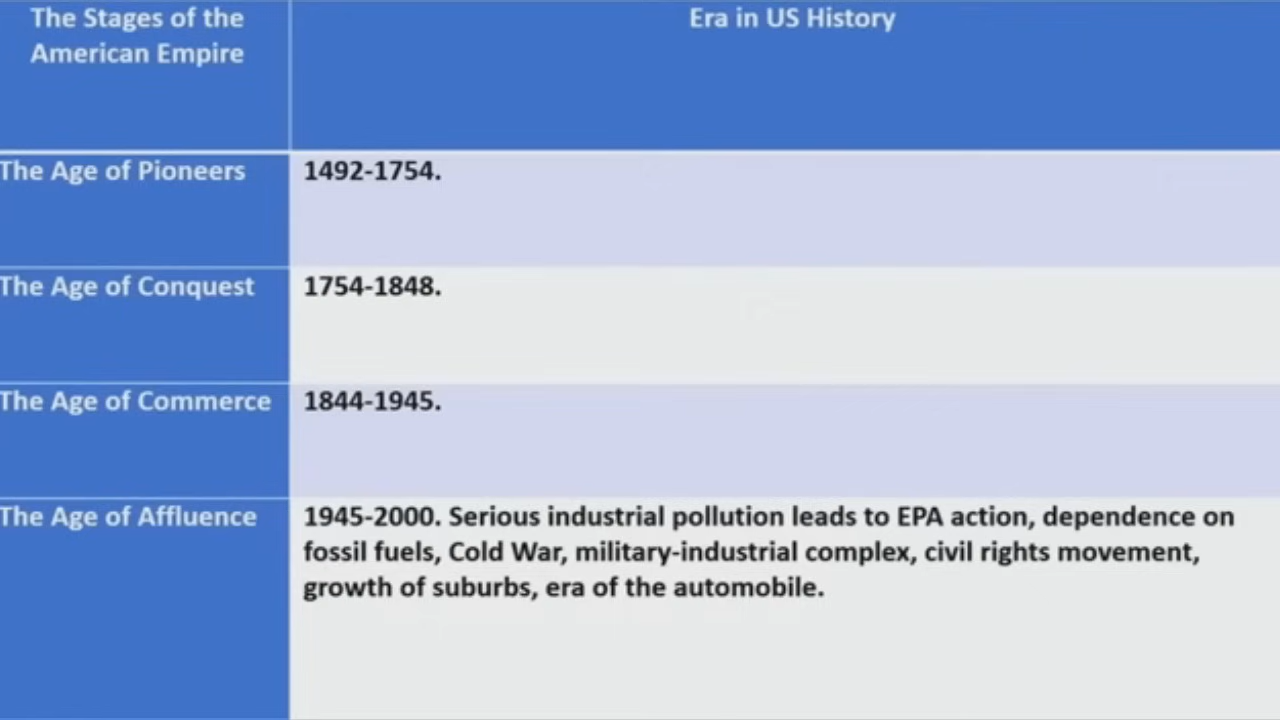 The Stages of the
American Empire
Era in US History
The Age of Pioneers
1492-1754.
The Age of Conquest
1754-1848.
The Age of Commerce
1844-1945.
The Age of Affluence
1945-2000. Serious industrial pollution leads to EPA action, dependence on
fossil fuels, Cold War, military-industrial complex, civil rights movement,
growth of suburbs, era of the automobile.